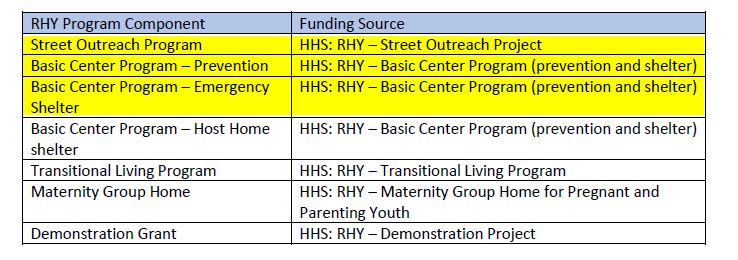 RHY Program Component Funding Source
Street Outreach Program HHS: RHY – Street Outreach Project
Basic Center Program – Prevention HHS: RHY – Basic Center Program (prevention and shelter)
Basic Center Program – Emergency HHS: RHY – Basic Center Program (prevention and shelter)
Shelter
Basic Center Program – Host Home HHS: RHY – Basic Center Program (prevention and shelter)
shelter
Transitional Living Program HHS: RHY – Transitional Living Program
Maternity Group Home HHS: RHY – Maternity Group Home for Pregnant and
Parenting Youth
Demonstration Grant HHS: RHY – Demonstration Project